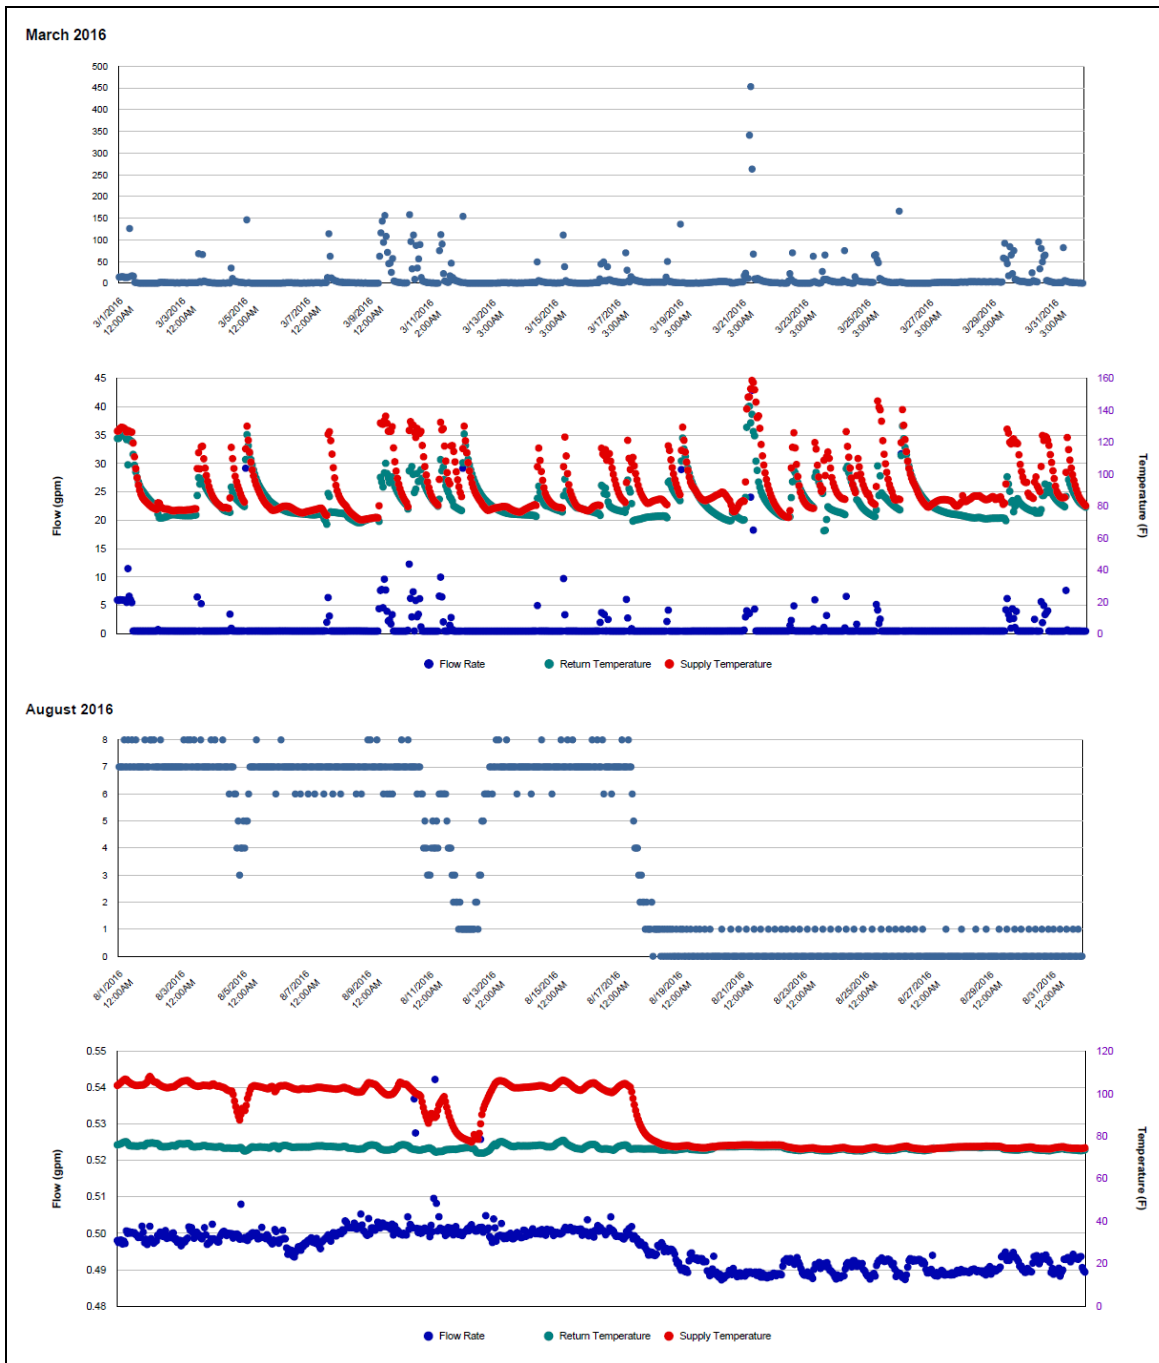 March 2016
500
450
400
350
300
250
200
150
100
50
0
3/1/2016 12:00AM
3/3/2016 12:00AM
3/5/2016 12:00AM
3/7/2016 12:00AM
3/9/2016 12:00AM
3/11/2016 2:00AM
3/13/2016 3:00AM
3/15/2016 3:00AM
3/17/2016 3:00AM
3/19/2016 3:00AM
3/21/2016 3:00AM
3/23/2016 3:00AM
3/25/2016 3:00AM
3/27/2016 3:00AM
3/29/2016 3:00AM
3/31/2016 3:00AM
45 160
40 140
35 120
30 100
25 80
20 60
15 40
10 20
5 0
0
Flow (gpm)
Temperature (F)
Flow Rate Return Temperature Supply Temperature
August 2016
8
7
6
5
4
3
2
1
0
8/1/2016 12:00AM
8/3/2016 12:00AM
8/5/2016 12:00AM
8/7/2016 12:00AM
8/9/2016 12:00AM
8/11/2016 12:00AM
8/13/2016 12:00AM
8/15/2016 12:00AM
8/17/2016 12:00AM
8/19/2016 12:00AM
8/21/2016 12:00AM
8/23/2016 12:00AM
8/25/2016 12:00AM
8/27/2016 12:00AM
8/29/2016 12:00AM
8/31/2016 12:00AM
0.55 120
0.54 100
0.53 80
0.52 60
0.51 40
0.50 20
0.49 0
0.48
Flow (gpm)
Temperature (F)
Flow Rate Return Temperature Supply Temperature